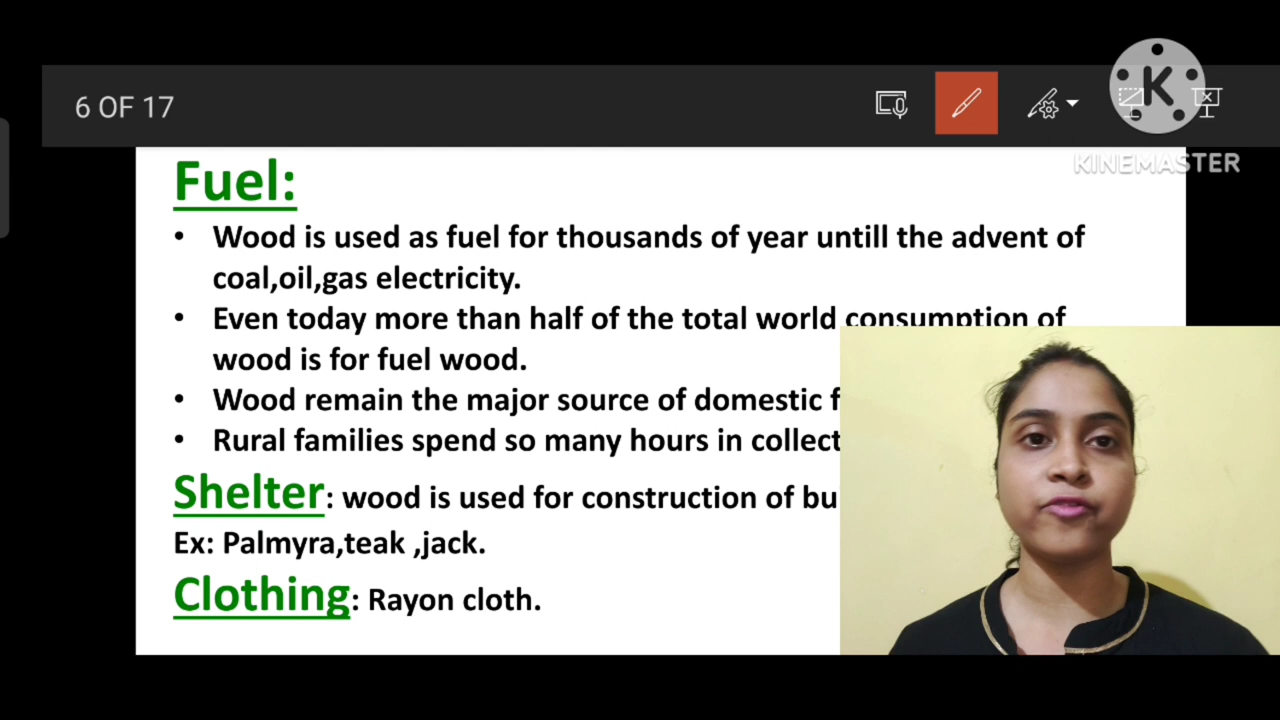 6 OF 17
K
KINEMASTER
Fuel:
• Wood is used as fuel for thousands of year untill the advent of
coal,oil,gas electricity.
• Even today more than half of the total world consumption of
wood is for fuel wood.
• Wood remain the major source of domestic
• Rural families spend so many hours in
Shelter: wood is used for construction of
Ex: Palmyra,teak ,jack.
Clothing: Rayon cloth.